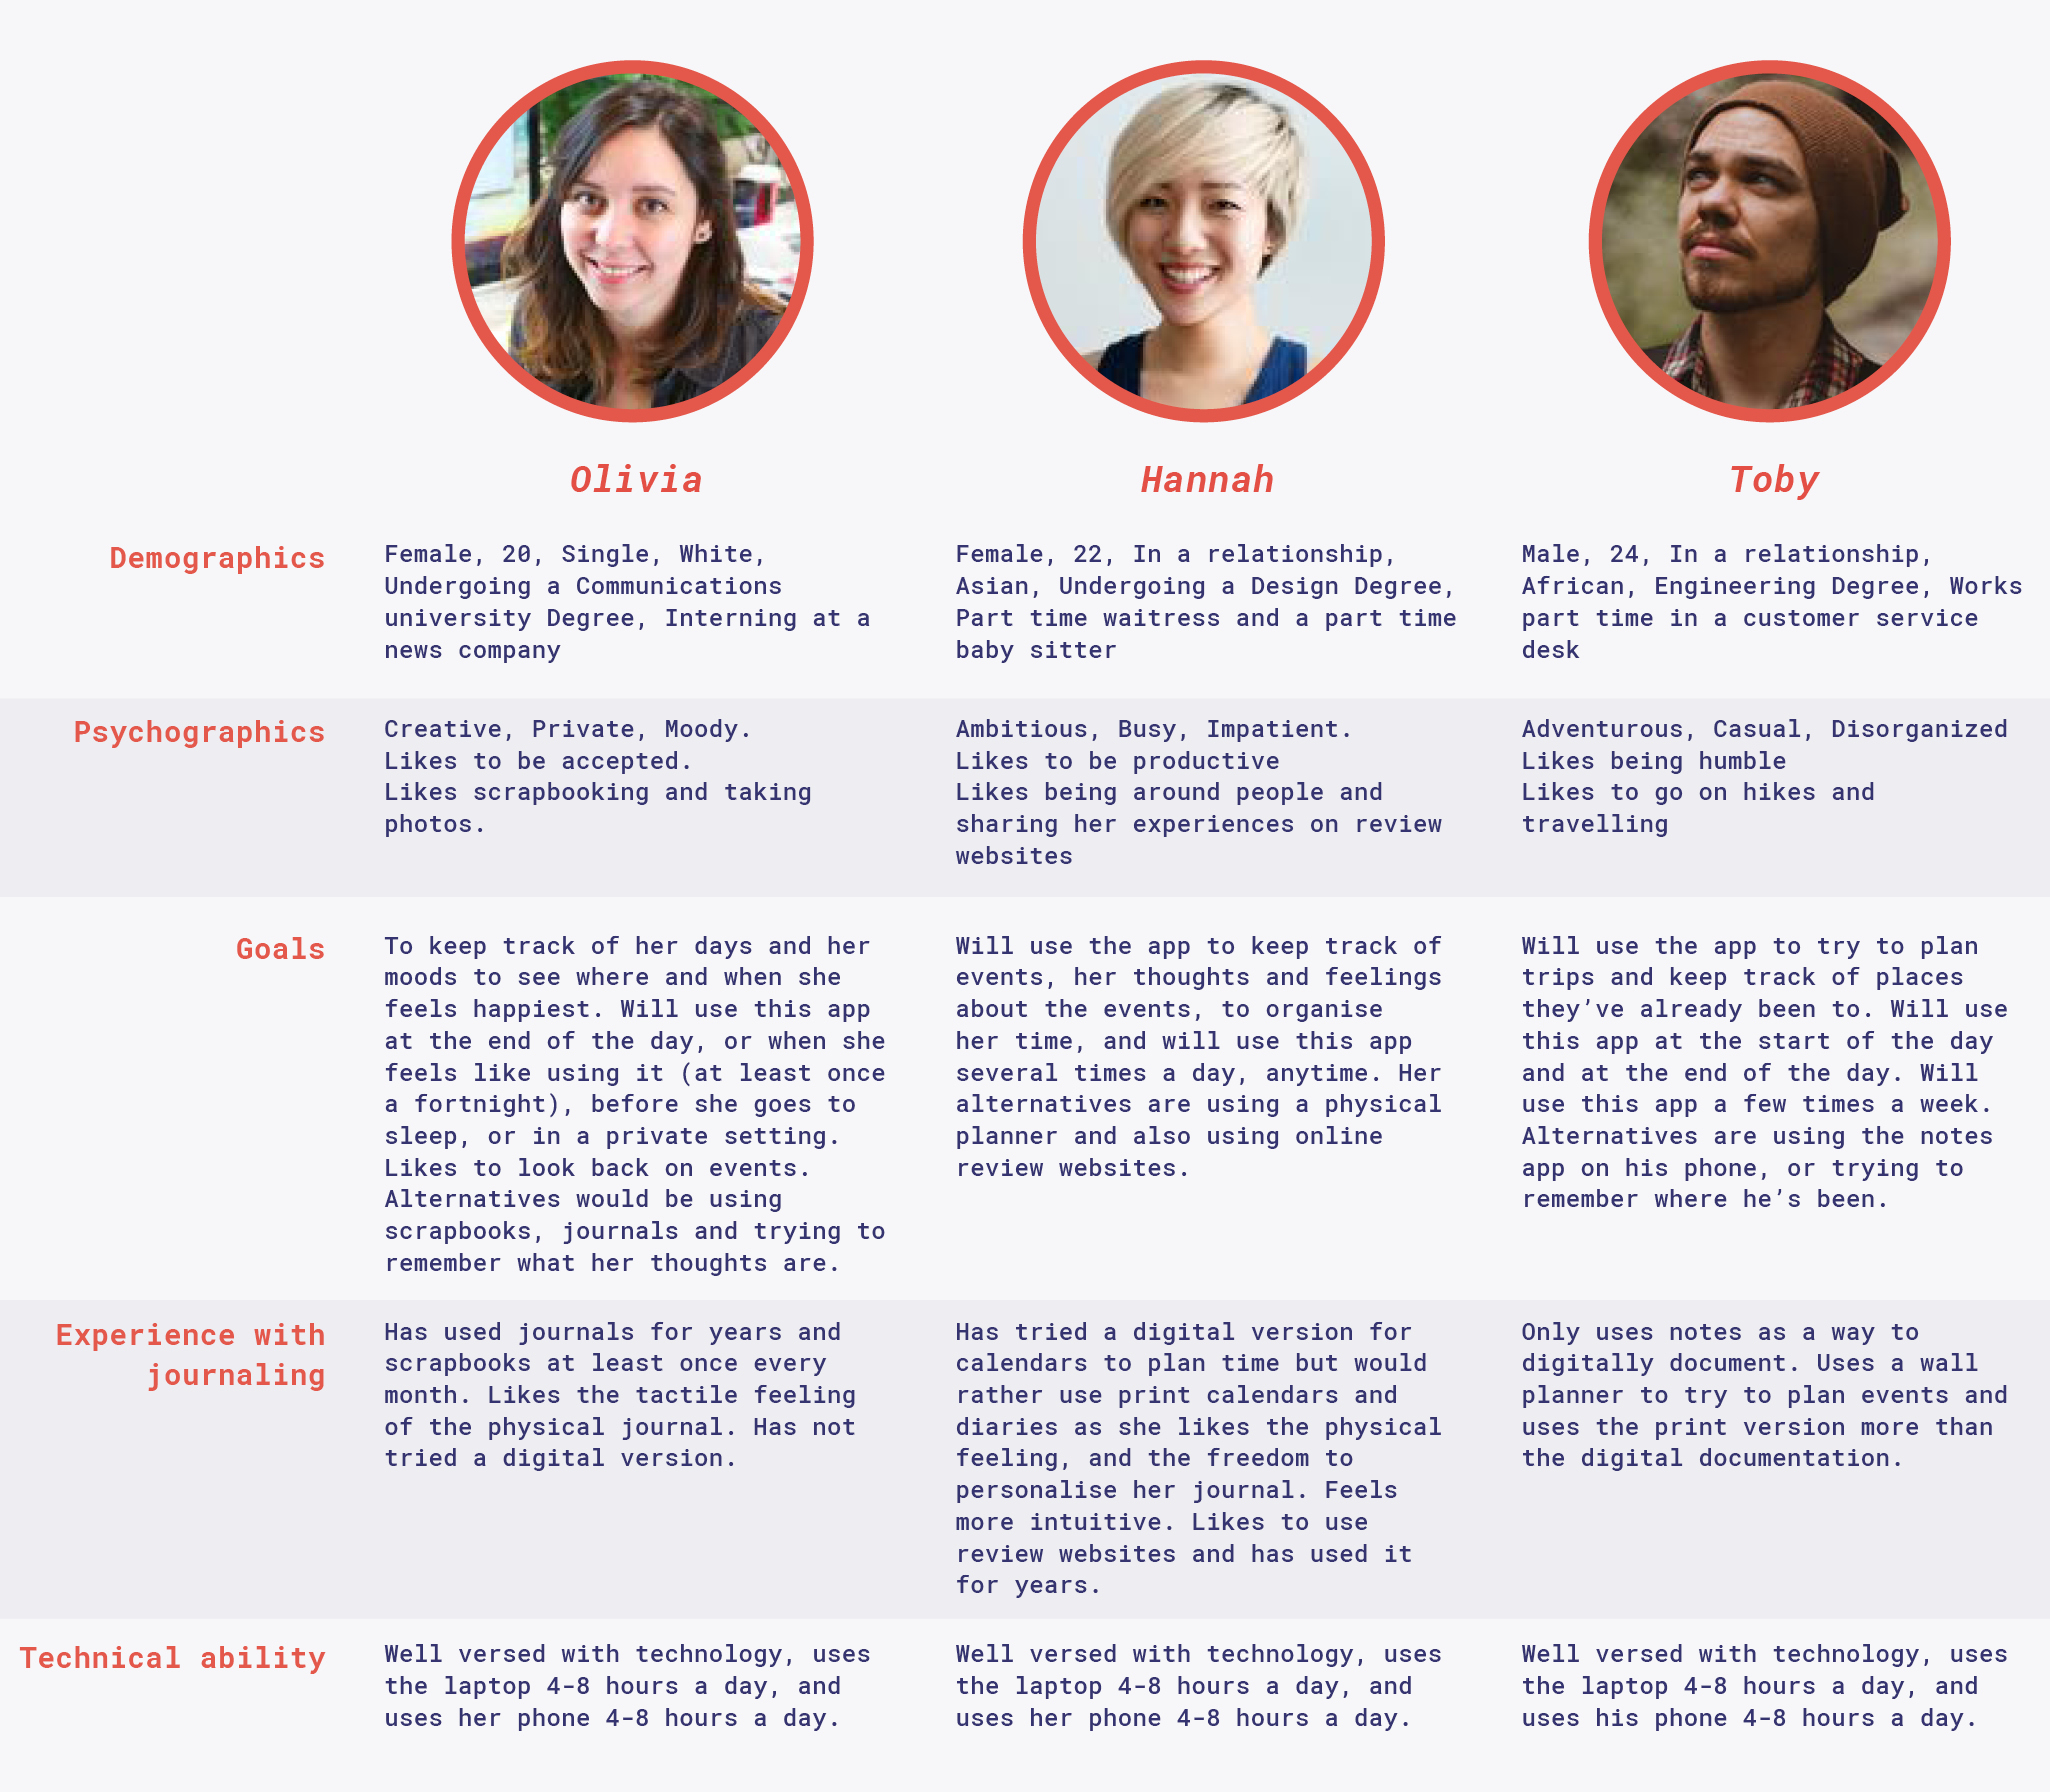 Olivia
Hannah
Toby
Demographics
Female, 20, Single, White,
Undergoing a Communications
university Degree, Interning at a
news company
Female, 22, In a relationship,
Asian, Undergoing a Design Degree,
Part time waitress and a part time
baby sitter
Male, 24, In a relationship,
African, Engineering Degree, Works
part time in a customer service
desk
Psychographics
Creative, Private, Moody.
Likes to be accepted.
Likes scrapbooking and taking
photos.
Ambitious, Busy, Impatient.
Likes to be productive
Likes being around people and
sharing her experiences on review
websites
Adventurous, Casual, Disorganized
Likes being humble
Likes to go on hikes and
travelling
Goals
To keep track of her days and her
moods to see where and when she
feels happiest. Will use this app
at the end of the day, or when she
feels like using it (at least once
a fortnight), before she goes to
sleep, or in a private setting.
Likes to look back on events.
Alternatives would be using
scrapbooks, journals and trying to
remember what her thoughts are.
Will use the app to keep track of
events, her thoughts and feelings
about the events, to organise
her time, and will use this app
several times a day, anytime. Her
alternatives are using a physical
planner and also using online
review websites.
Will use the app to try to plan
trips and keep track of places
they’ve already been to. Will use
this app at the start of the day
and at the end of the day. Will
use this app a few times a week.
Alternatives are using the notes
app on his phone, or trying to
remember where he’s been.
Experience with
journaling
Has used journals for years and
scrapbooks at least once every
month. Likes the tactile feeling
of the physical journal. Has not
tried a digital version.
Has tried a digital version for
calendars to plan time but would
rather use print calendars and
diaries as she likes the physical
feeling, and the freedom to
personalise her journal. Feels
more intuitive. Likes to use
review websites and has used it
for years.
Only uses notes as a way to
digitally document. Uses a wall
planner to try to plan events and
uses the print version more than
the digital documentation.
Technical ability
Well versed with technology, uses
the laptop 4-8 hours a day, and
uses her phone 4-8 hours a day.
Well versed with technology, uses
the laptop 4-8 hours a day, and
uses her phone 4-8 hours a day.
Well versed with technology, uses
the laptop 4-8 hours a day, and
uses his phone 4-8 hours a day.